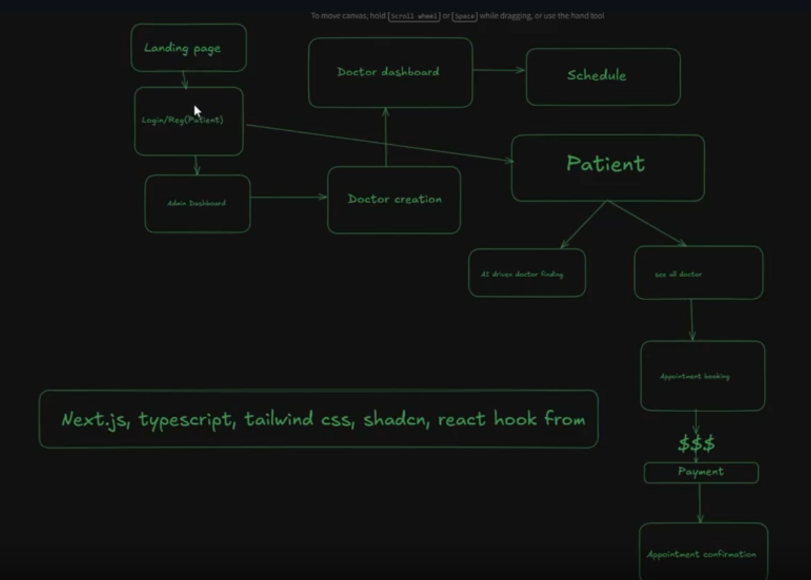 To move canvas, hold Scroll wheel or Space while dragging, or use the hand tool
Landing page
Doctor dashboard
Schedule
Login/Reg(Patient)
Patient
Admin Dashboard
Doctor creation
AI driven doctor finding
See all doctor
Appointment booking
Next.js, typescript, tailwind css, shadcn, react hook from
$$$
Payment
Appointment confirmation